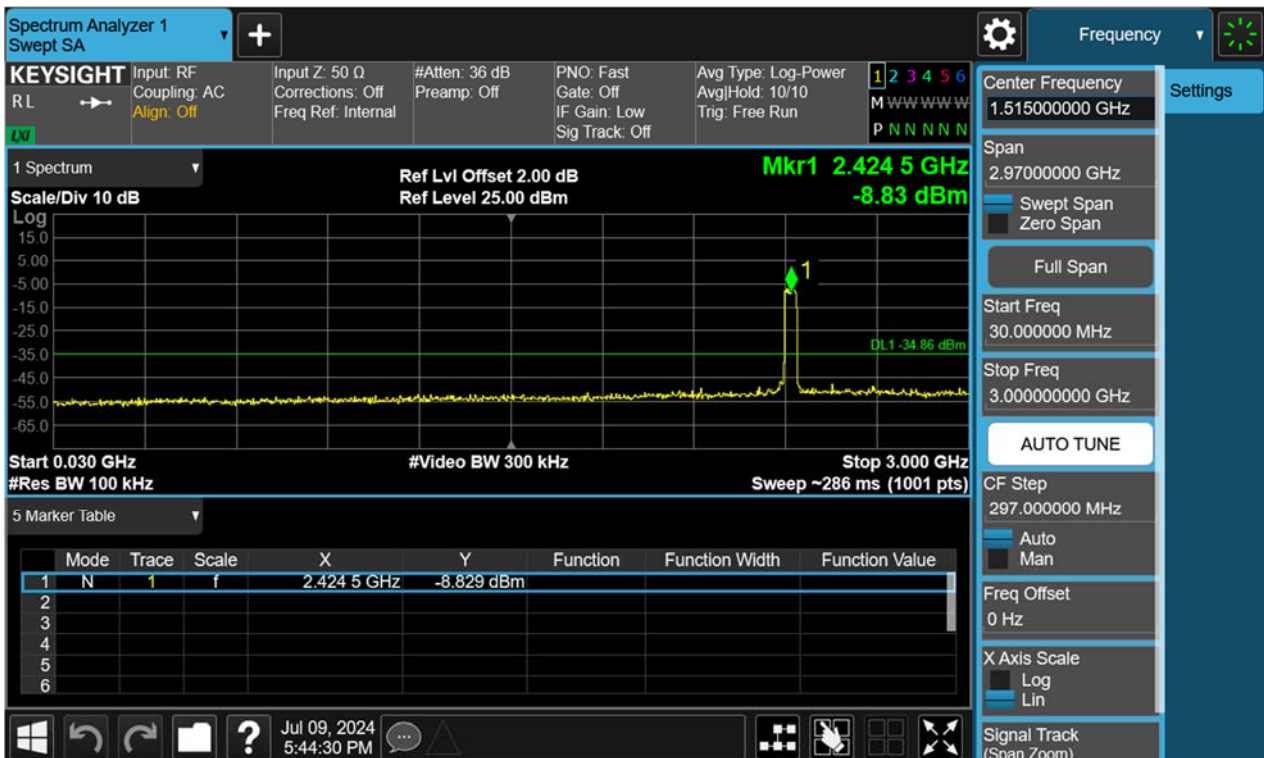 Spectrum Analyzer 1
Swept SA
+
Frequency
KEYSIGHT
RL
LXI
Input: RF
Coupling: AC
Align: Off
Input Z: 50 Ω
Corrections: Off
Freq Ref: Internal
#Atten: 36 dB
Preamp: Off
PNO: Fast
Gate: Off
IF Gain: Low
Sig Track: Off
Avg Type: Log-Power
Avg|Hold: 10/10
Trig: Free Run
1 2 3 4 5 6
M W W W W W W
P N N N N N
1 Spectrum
Scale/Div 10 dB
Ref Lvl Offset 2.00 dB
Ref Level 25.00 dBm
Mkr1 2.424 5 GHz
-8.83 dBm
Log
15.0
5.00
-5.00
-15.0
-25.0
-35.0
-45.0
-55.0
-65.0
1
DL1 -34.86 dBm
Start 0.030 GHz
#Res BW 100 kHz
#Video BW 300 kHz
Stop 3.000 GHz
Sweep ~286 ms (1001 pts)
5 Marker Table
Mode Trace Scale X Y Function Function Width Function Value
1 N 1 f 2.424 5 GHz -8.829 dBm
2
3
4
5
6
Jul 09, 2024
5:44:30 PM
Center Frequency
1.515000000 GHz
Settings
Span
2.97000000 GHz
Swept Span
Zero Span
Full Span
Start Freq
30.000000 MHz
Stop Freq
3.000000000 GHz
AUTO TUNE
CF Step
297.000000 MHz
Auto
Man
Freq Offset
0 Hz
X Axis Scale
Log
Lin
Signal Track
(Span Zoom)